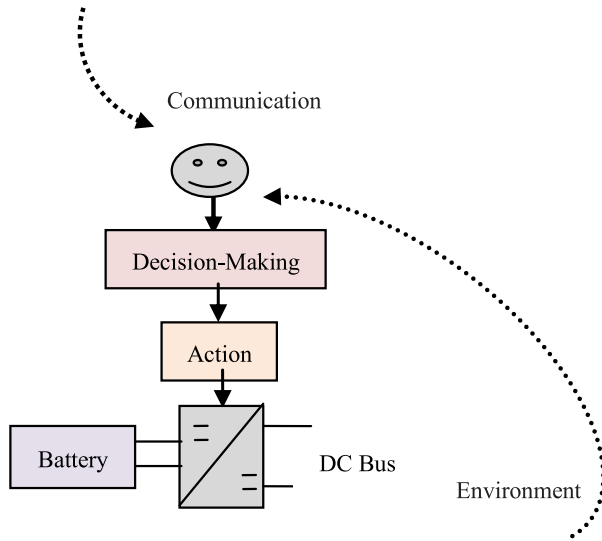 Communication
Decision-Making
Action
Battery
DC Bus
Environment